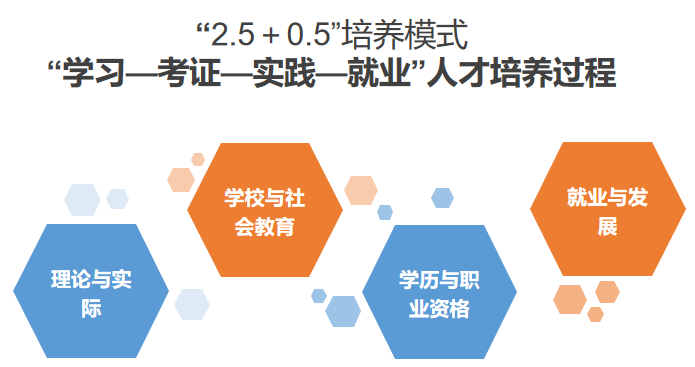 “2.5＋0.5”培养模式
“学习—考证—实践—就业”人才培养过程
学校与社
会教育
就业与发
展
理论与实
际
学历与职
业资格